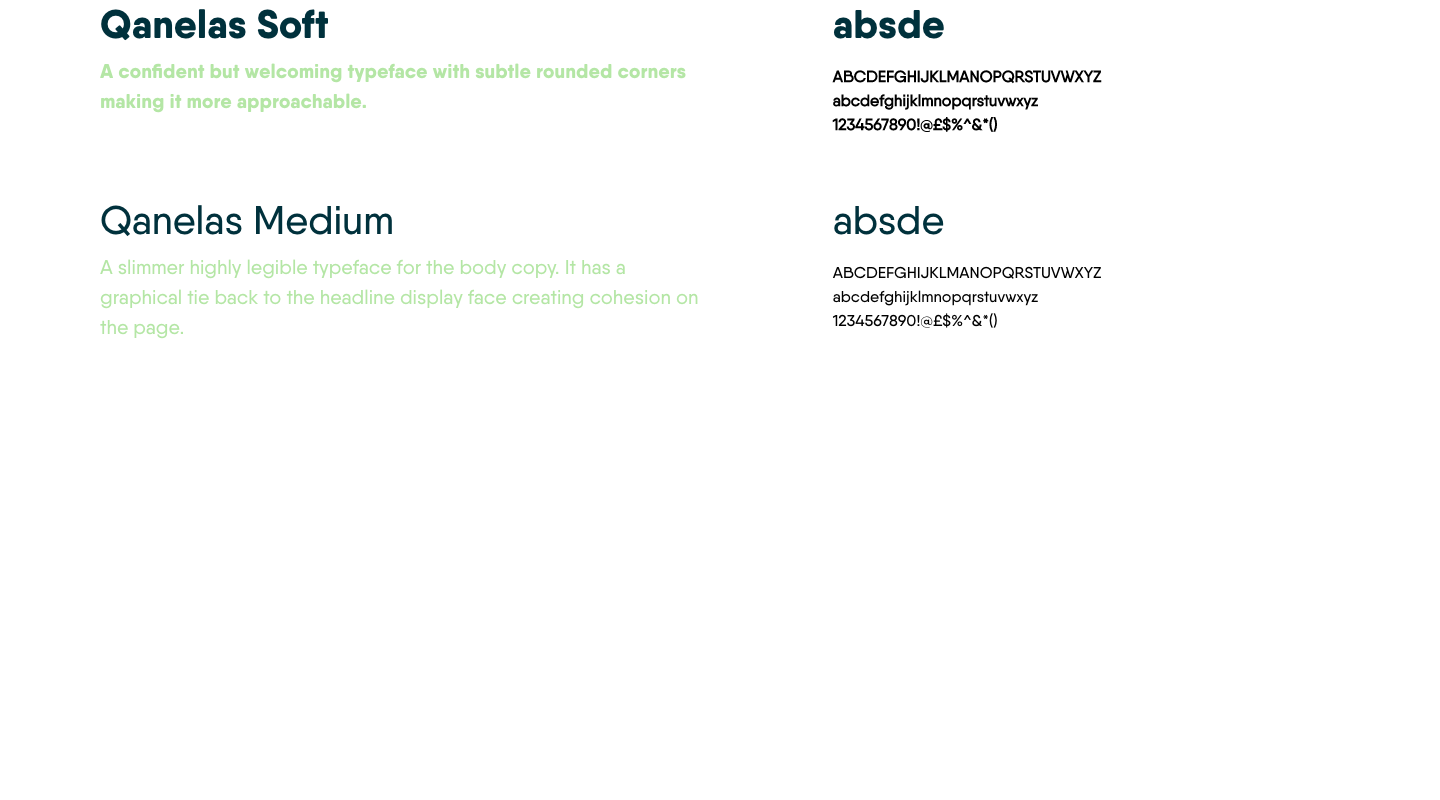 Qanelas Soft
A confident but welcoming typeface with subtle rounded corners
making it more approachable.
absde
ABCDEFGHIJKLMANOPQRSTUVWXYZ
abcdefghijklmnopqrstuvwxyz
1234567890!@£$%^&*()
Qanelas Medium
A slimmer highly legible typeface for the body copy. It has a
graphical tie back to the headline display face creating cohesion on
the page.
absde
ABCDEFGHIJKLMANOPQRSTUVWXYZ
abcdefghijklmnopqrstuvwxyz
1234567890!@£$%^&*()